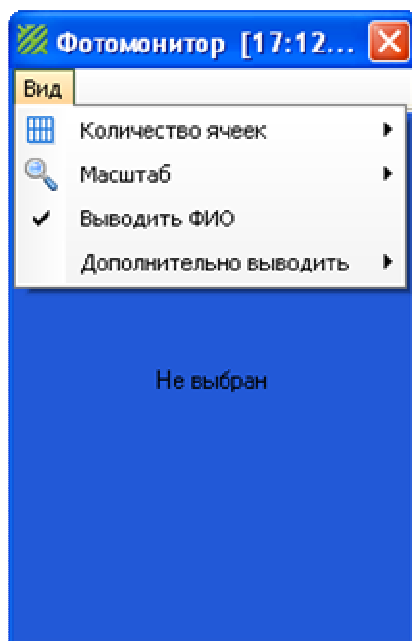 Фотомонитор [17:12...
Вид
Количество ячеек
Масштаб
Выводить ФИО
Дополнительно выводить
Не выбран